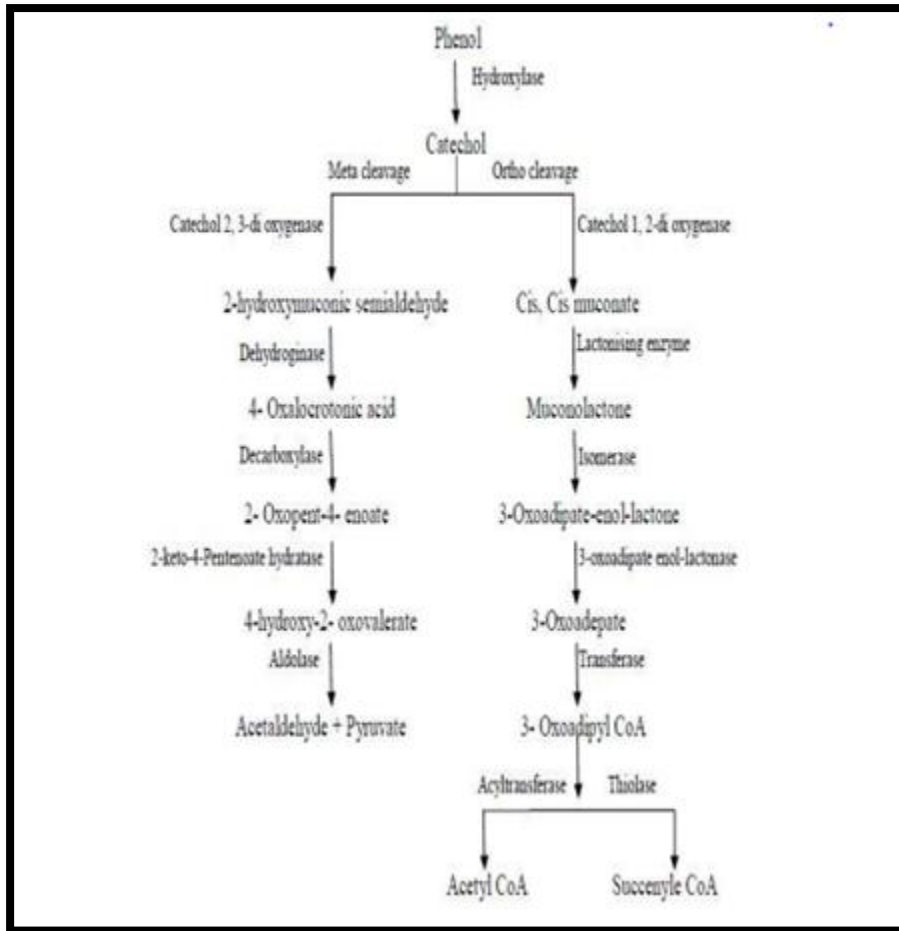 Phenol
Hydroxylase
Catechol
Meta cleavage
Ortho cleavage
Catechol 2, 3-di oxygenase
Catechol 1, 2-di oxygenase
2-hydroxymuconic semialdehyde
Cis, Cis muconate
Dehydroginase
Lactonising enzyme
4- Oxalocrotonic acid
Muconolactone
Decarboxylase
Isomerase
2- Oxopent-4- enoate
3-Oxoadipate-enol-lactone
2-keto-4-Pentenoate hydratase
3-oxoadipate enol-lactonase
4-hydroxy-2- oxovalerate
3-Oxoadepate
Aldolase
Transferase
Acetaldehyde + Pyruvate
3- Oxoadipyl CoA
Acyltransferase
Thiolase
Acetyl CoA
Succenyle CoA